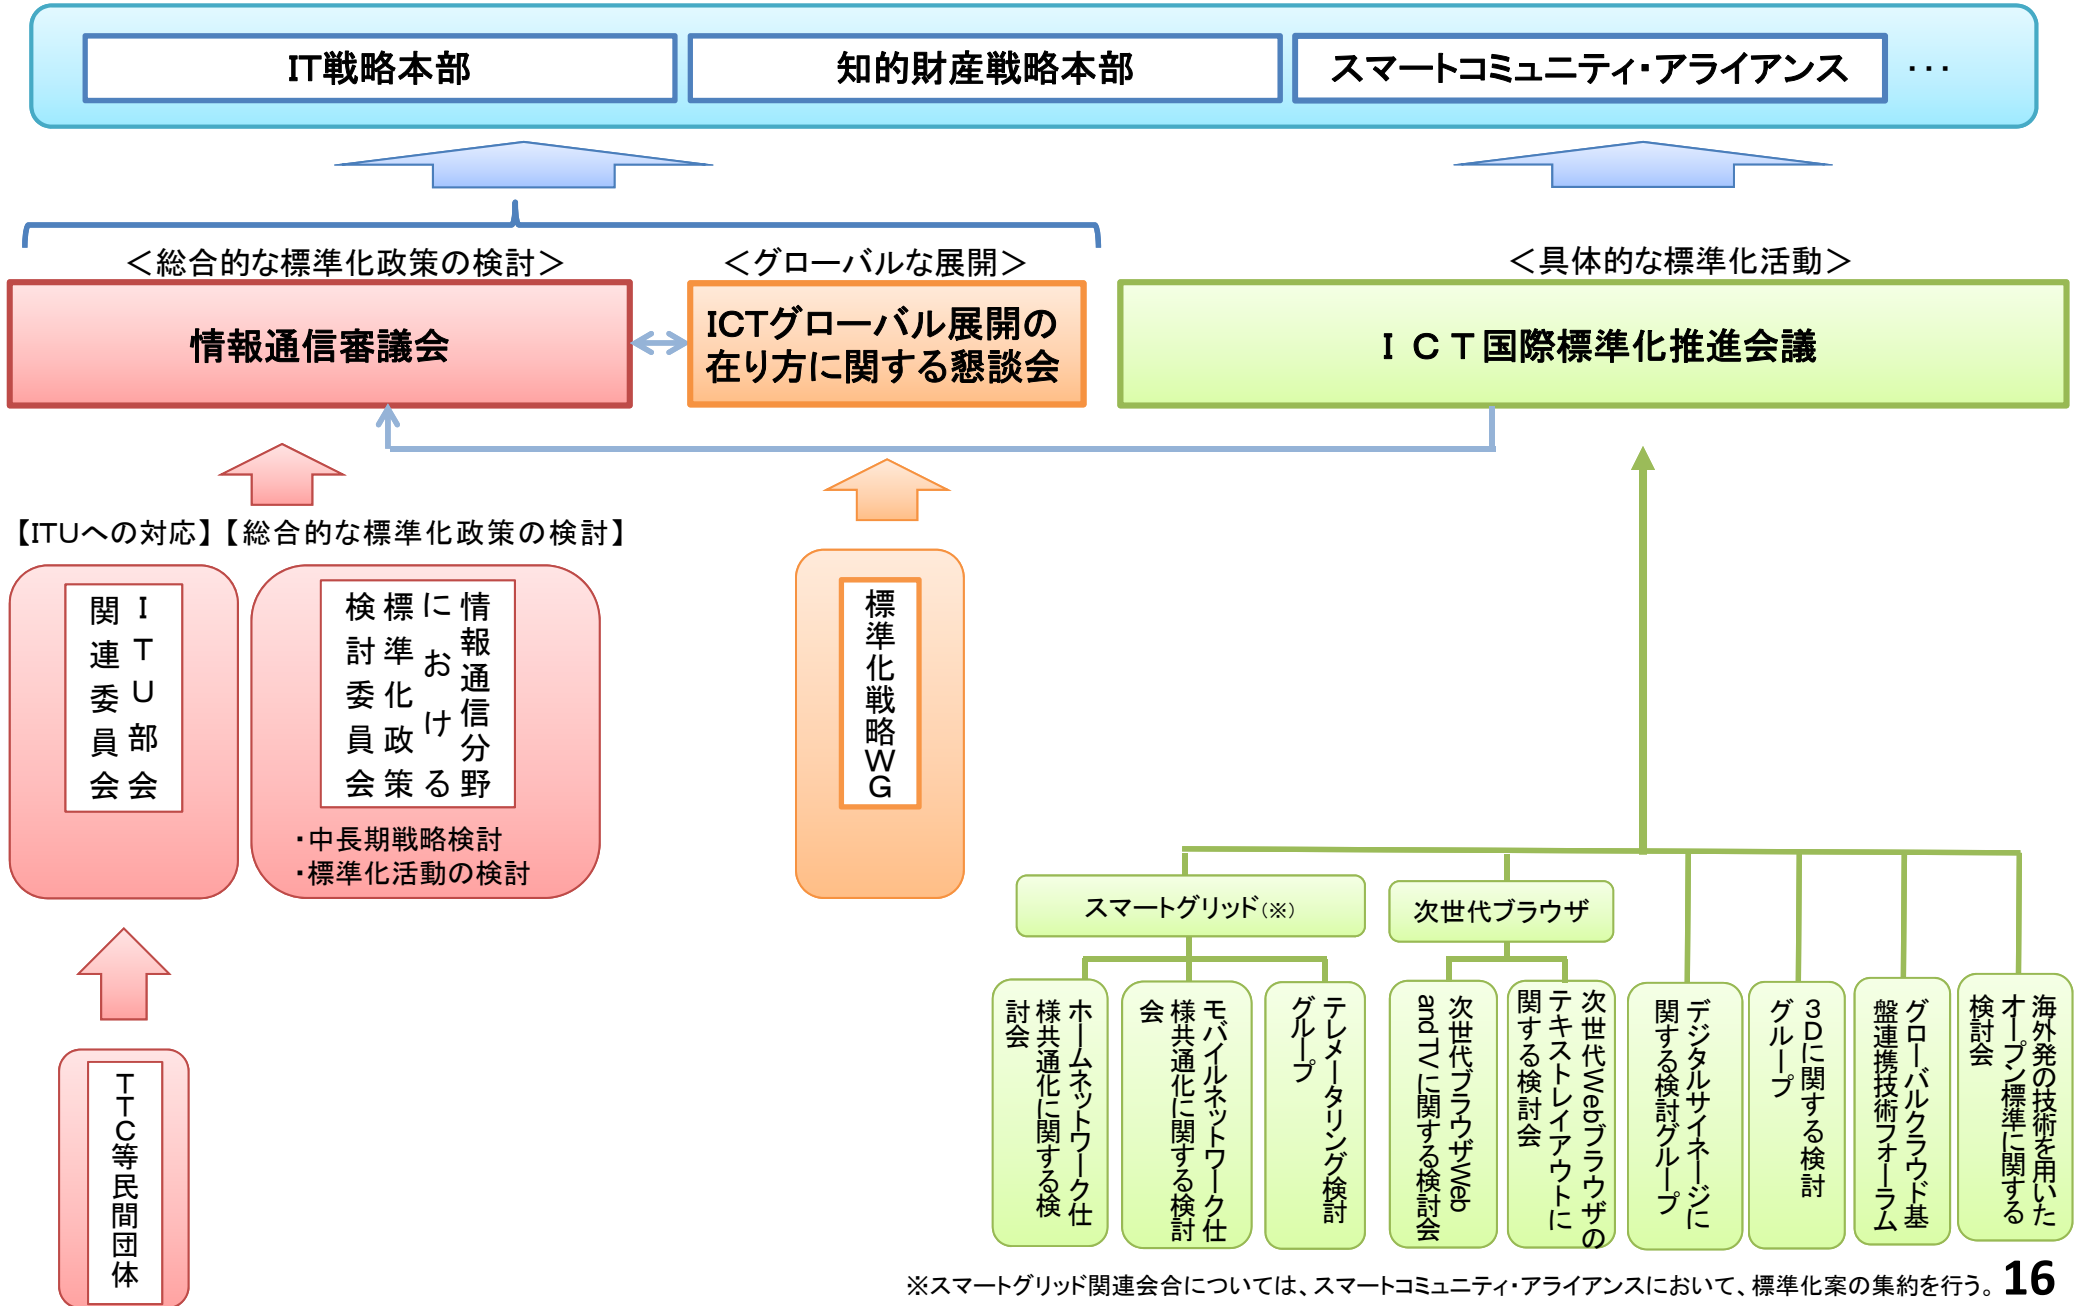 IT戦略本部
知的財産戦略本部
スマートコミュニティ・アライアンス
・・・
＜総合的な標準化政策の検討＞
＜グローバルな展開＞
＜具体的な標準化活動＞
情報通信審議会
ICTグローバル展開の
在り方に関する懇談会
ＩＣＴ国際標準化推進会議
【ITUへの対応】
【総合的な標準化政策の検討】
ＩＴＵ部会
関連委員会
情報通信分野
における
標準化政策
検討委員会
・中長期戦略検討
・標準化活動の検討
標準化戦略WG
TTC等民間団体
スマートグリッド(※)
次世代ブラウザ
ホームネットワーク仕
様共通化に関する検
討会
モバイルネットワーク仕
様共通化に関する検討
会
テレメータリング検討
グループ
次世代ブラウザWeb
and TVに関する検討会
次世代Webブラウザの
テキストレイアウトに
関する検討会
デジタルサイネージに
関する検討グループ
３Dに関する検討
グループ
グローバルクラウド基
盤連携技術フォーラム
海外発の技術を用いた
オープン標準に関する
検討会
※スマートグリッド関連会合については、スマートコミュニティ・アライアンスにおいて、標準化案の集約を行う。
16